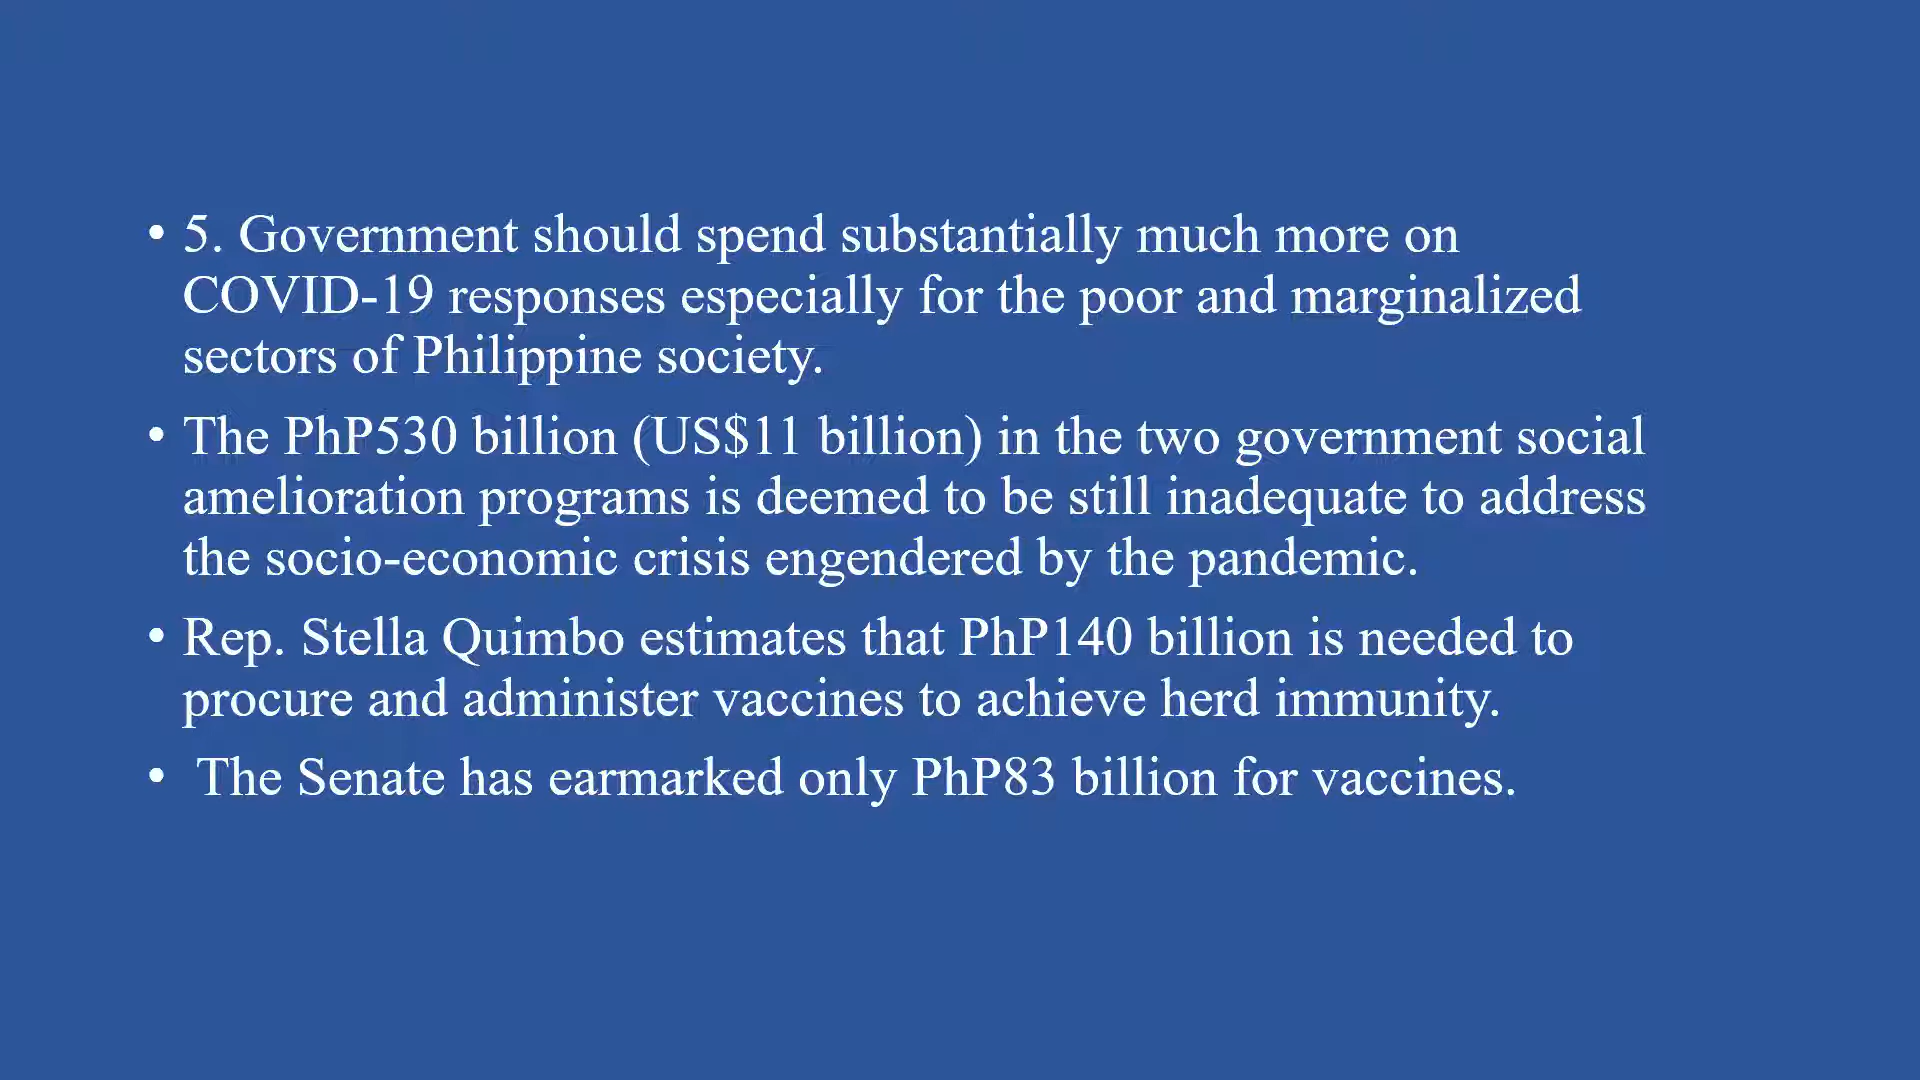 • 5. Government should spend substantially much more on
COVID-19 responses especially for the poor and marginalized
sectors of Philippine society.
• The PhP530 billion (US$11 billion) in the two government social
amelioration programs is deemed to be still inadequate to address
the socio-economic crisis engendered by the pandemic.
• Rep. Stella Quimbo estimates that PhP140 billion is needed to
procure and administer vaccines to achieve herd immunity.
• The Senate has earmarked only PhP83 billion for vaccines.